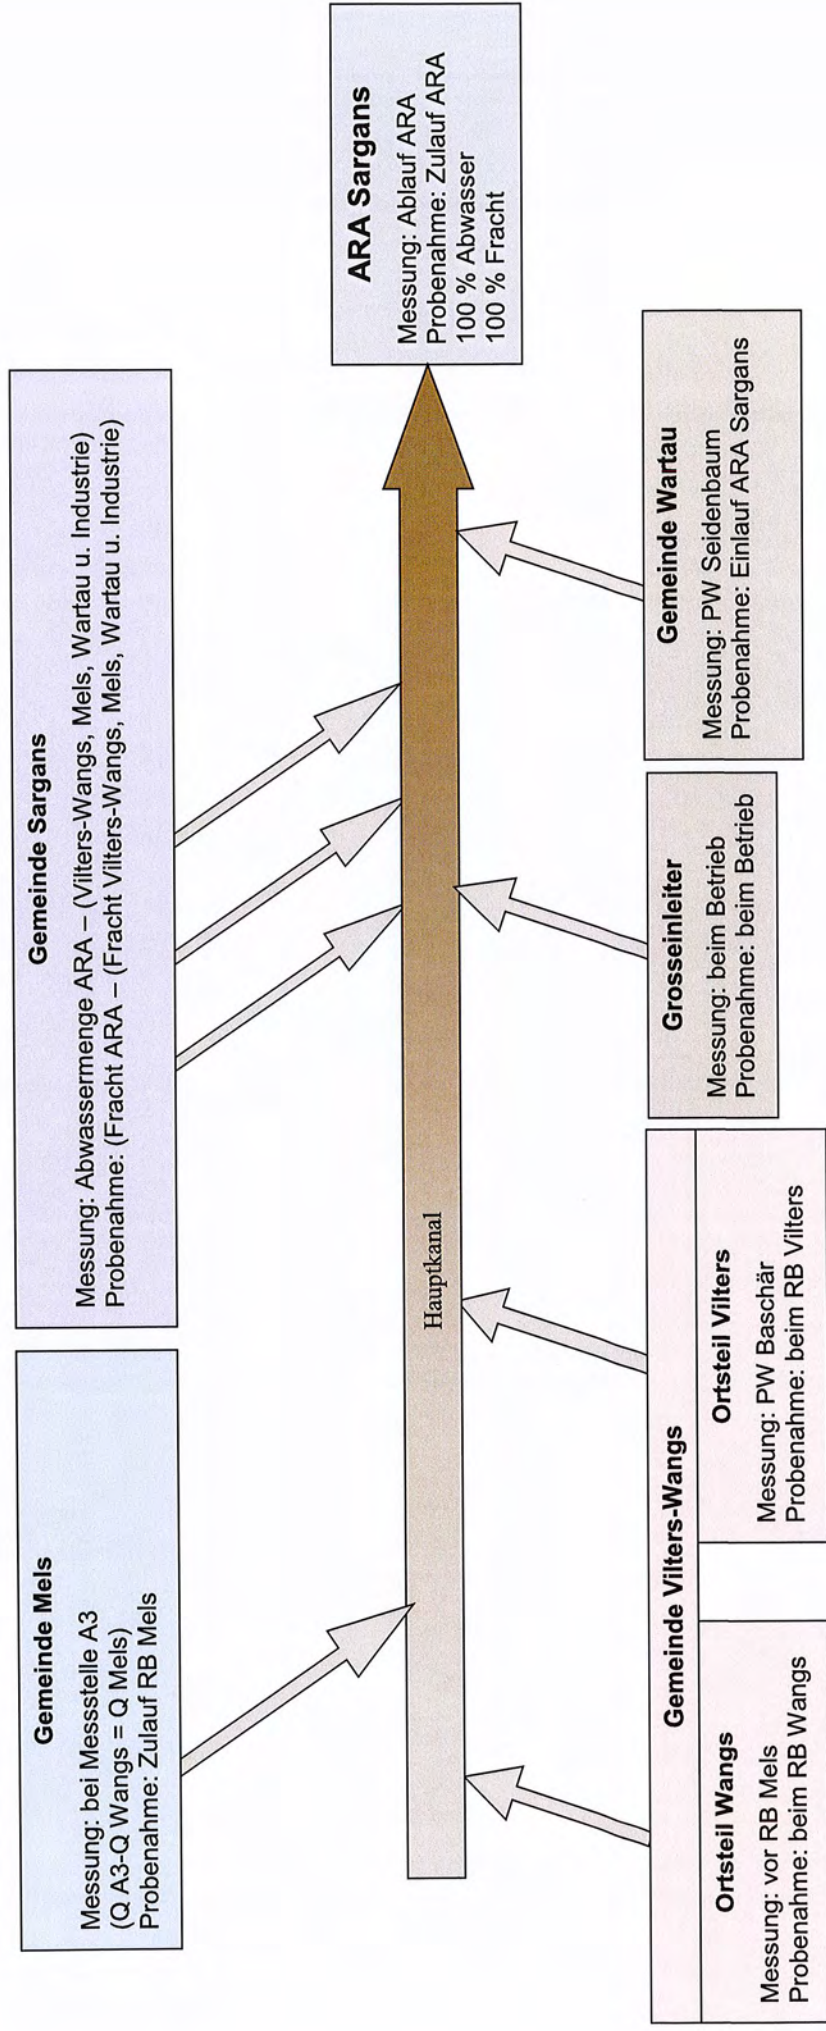 Gemeinde Mels
Messung: bei Messstelle A3
(Q A3-Q Wangs = Q Mels)
Probenahme: Zulauf RB Mels
Gemeinde Sargans
Messung: Abwassermenge ARA – (Vilters-Wangs, Mels, Wartau u. Industrie)
Probenahme: (Fracht ARA – (Fracht Vilters-Wangs, Mels, Wartau u. Industrie)
Hauptkanal
ARA Sargans
Messung: Ablauf ARA
Probenahme: Zulauf ARA
100 % Abwasser
100 % Fracht
Gemeinde Vilters-Wangs
Ortsteil Wangs
Messung: vor RB Mels
Probenahme: beim RB Wangs
Ortsteil Vilters
Messung: PW Baschär
Probenahme: beim RB Vilters
Grosseinleiter
Messung: beim Betrieb
Probenahme: beim Betrieb
Gemeinde Wartau
Messung: PW Seidenbaum
Probenahme: Einlauf ARA Sargans